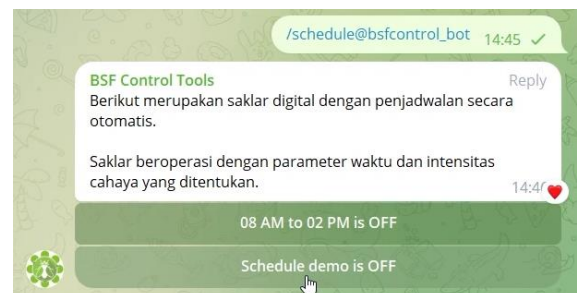 /schedule@bsfcontrol_bot 14:45
BSF Control Tools Reply
Berikut merupakan saklar digital dengan penjadwalan secara
otomatis.
Saklar beroperasi dengan parameter waktu dan intensitas
cahaya yang ditentukan.
08 AM to 02 PM is OFF
Schedule demo is OFF